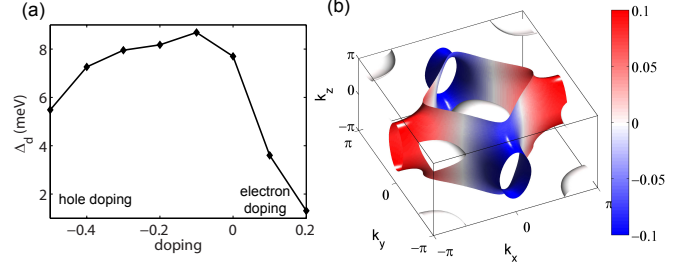 (a)
8
6
4
2
Δd (meV)
hole doping
electron
doping
−0.4
−0.2
0
0.2
doping
(b)
π
0
−π
kz
π
0
−π
ky
−π
0
π
kx
0.1
0.05
0
−0.05
−0.1